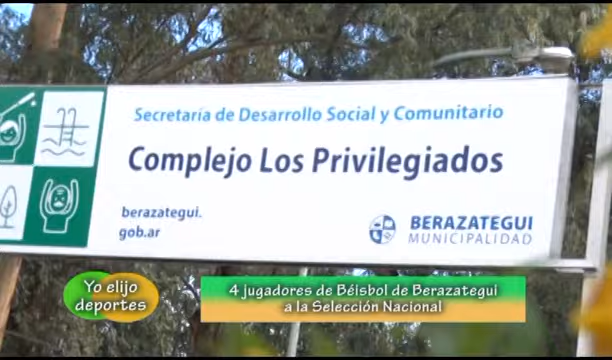 Secretaría de Desarrollo Social y Comunitario
Complejo Los Privilegiados
berazategui.
gob.ar
BERAZATEGUI
MUNICIPALIDAD
Yo elijo
deportes
4 jugadores de Béisbol de Berazategui
a la Selección Nacional